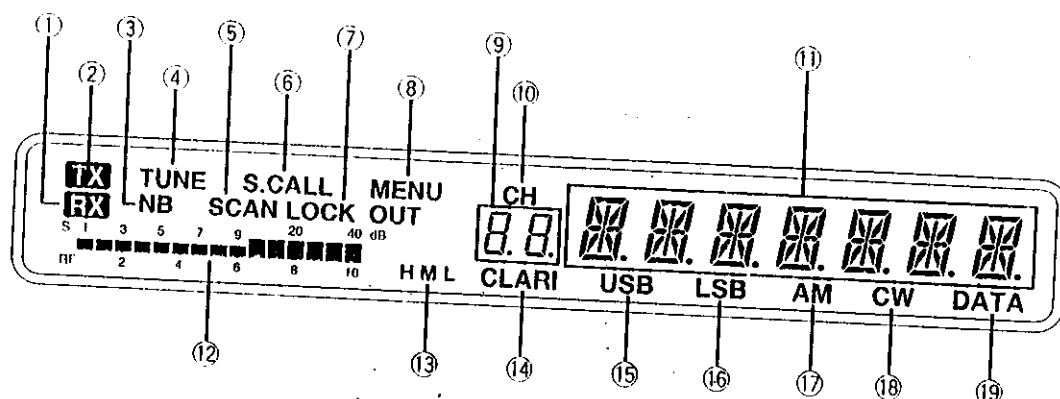 ① ② ③ ④ ⑤ ⑥ ⑦ ⑧ ⑨ ⑩ ⑪
TX TUNE S.CALL MENU CH
RX NB SCAN LOCK OUT
S 1 3 5 7 9 20 40 dB
RF 2 4 6 8 10
H M L CLARI USB LSB AM CW DATA
⑫ ⑬ ⑭ ⑮ ⑯ ⑰ ⑱ ⑲